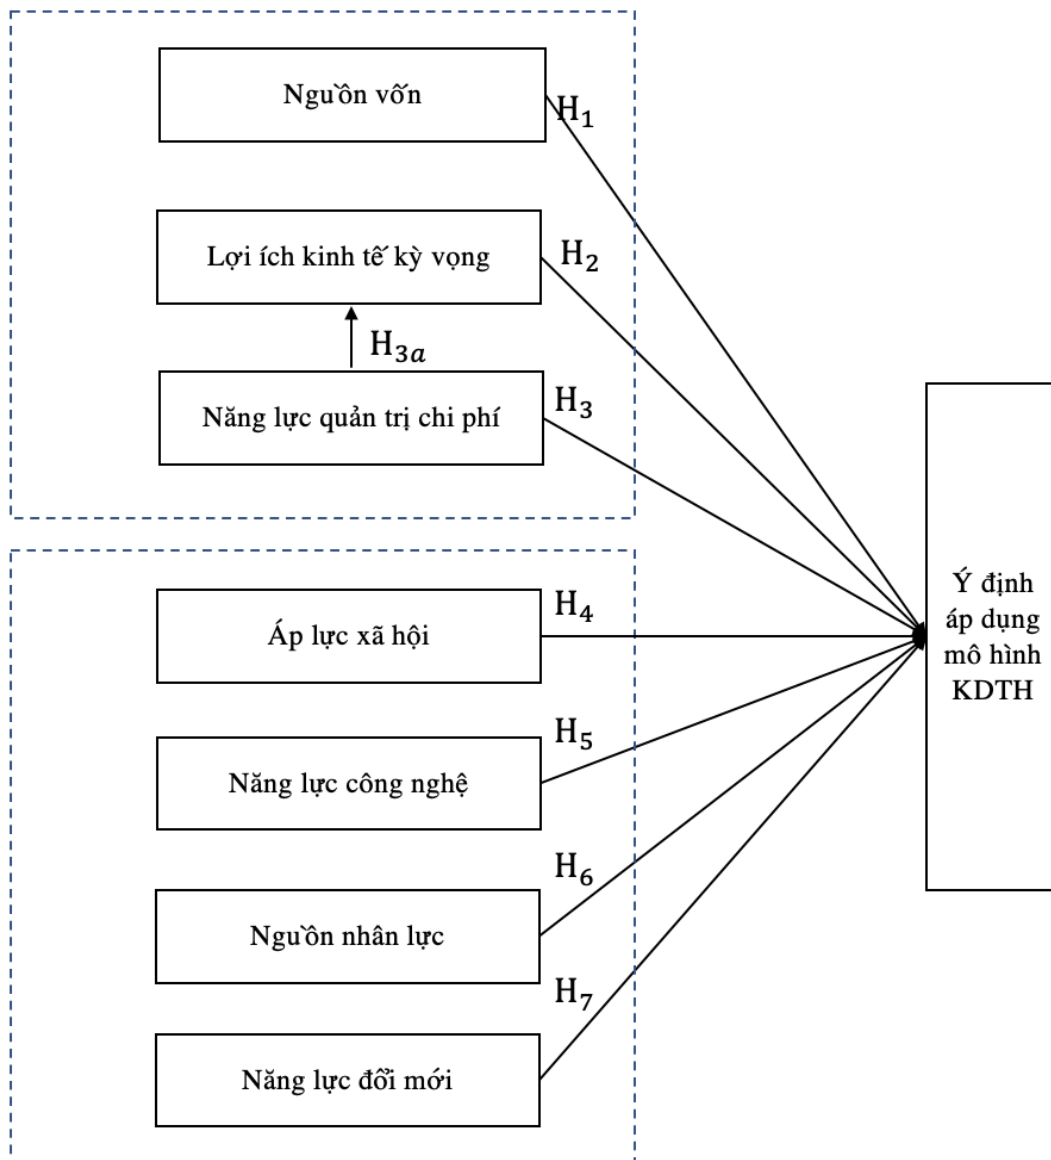 Nguồn vốn
H1
Lợi ích kinh tế kỳ vọng
H2
H3a
Năng lực quản trị chi phí
H3
Áp lực xã hội
H4
Năng lực công nghệ
H5
Nguồn nhân lực
H6
Năng lực đổi mới
H7
Ý định
áp dụng
mô hình
KDTH